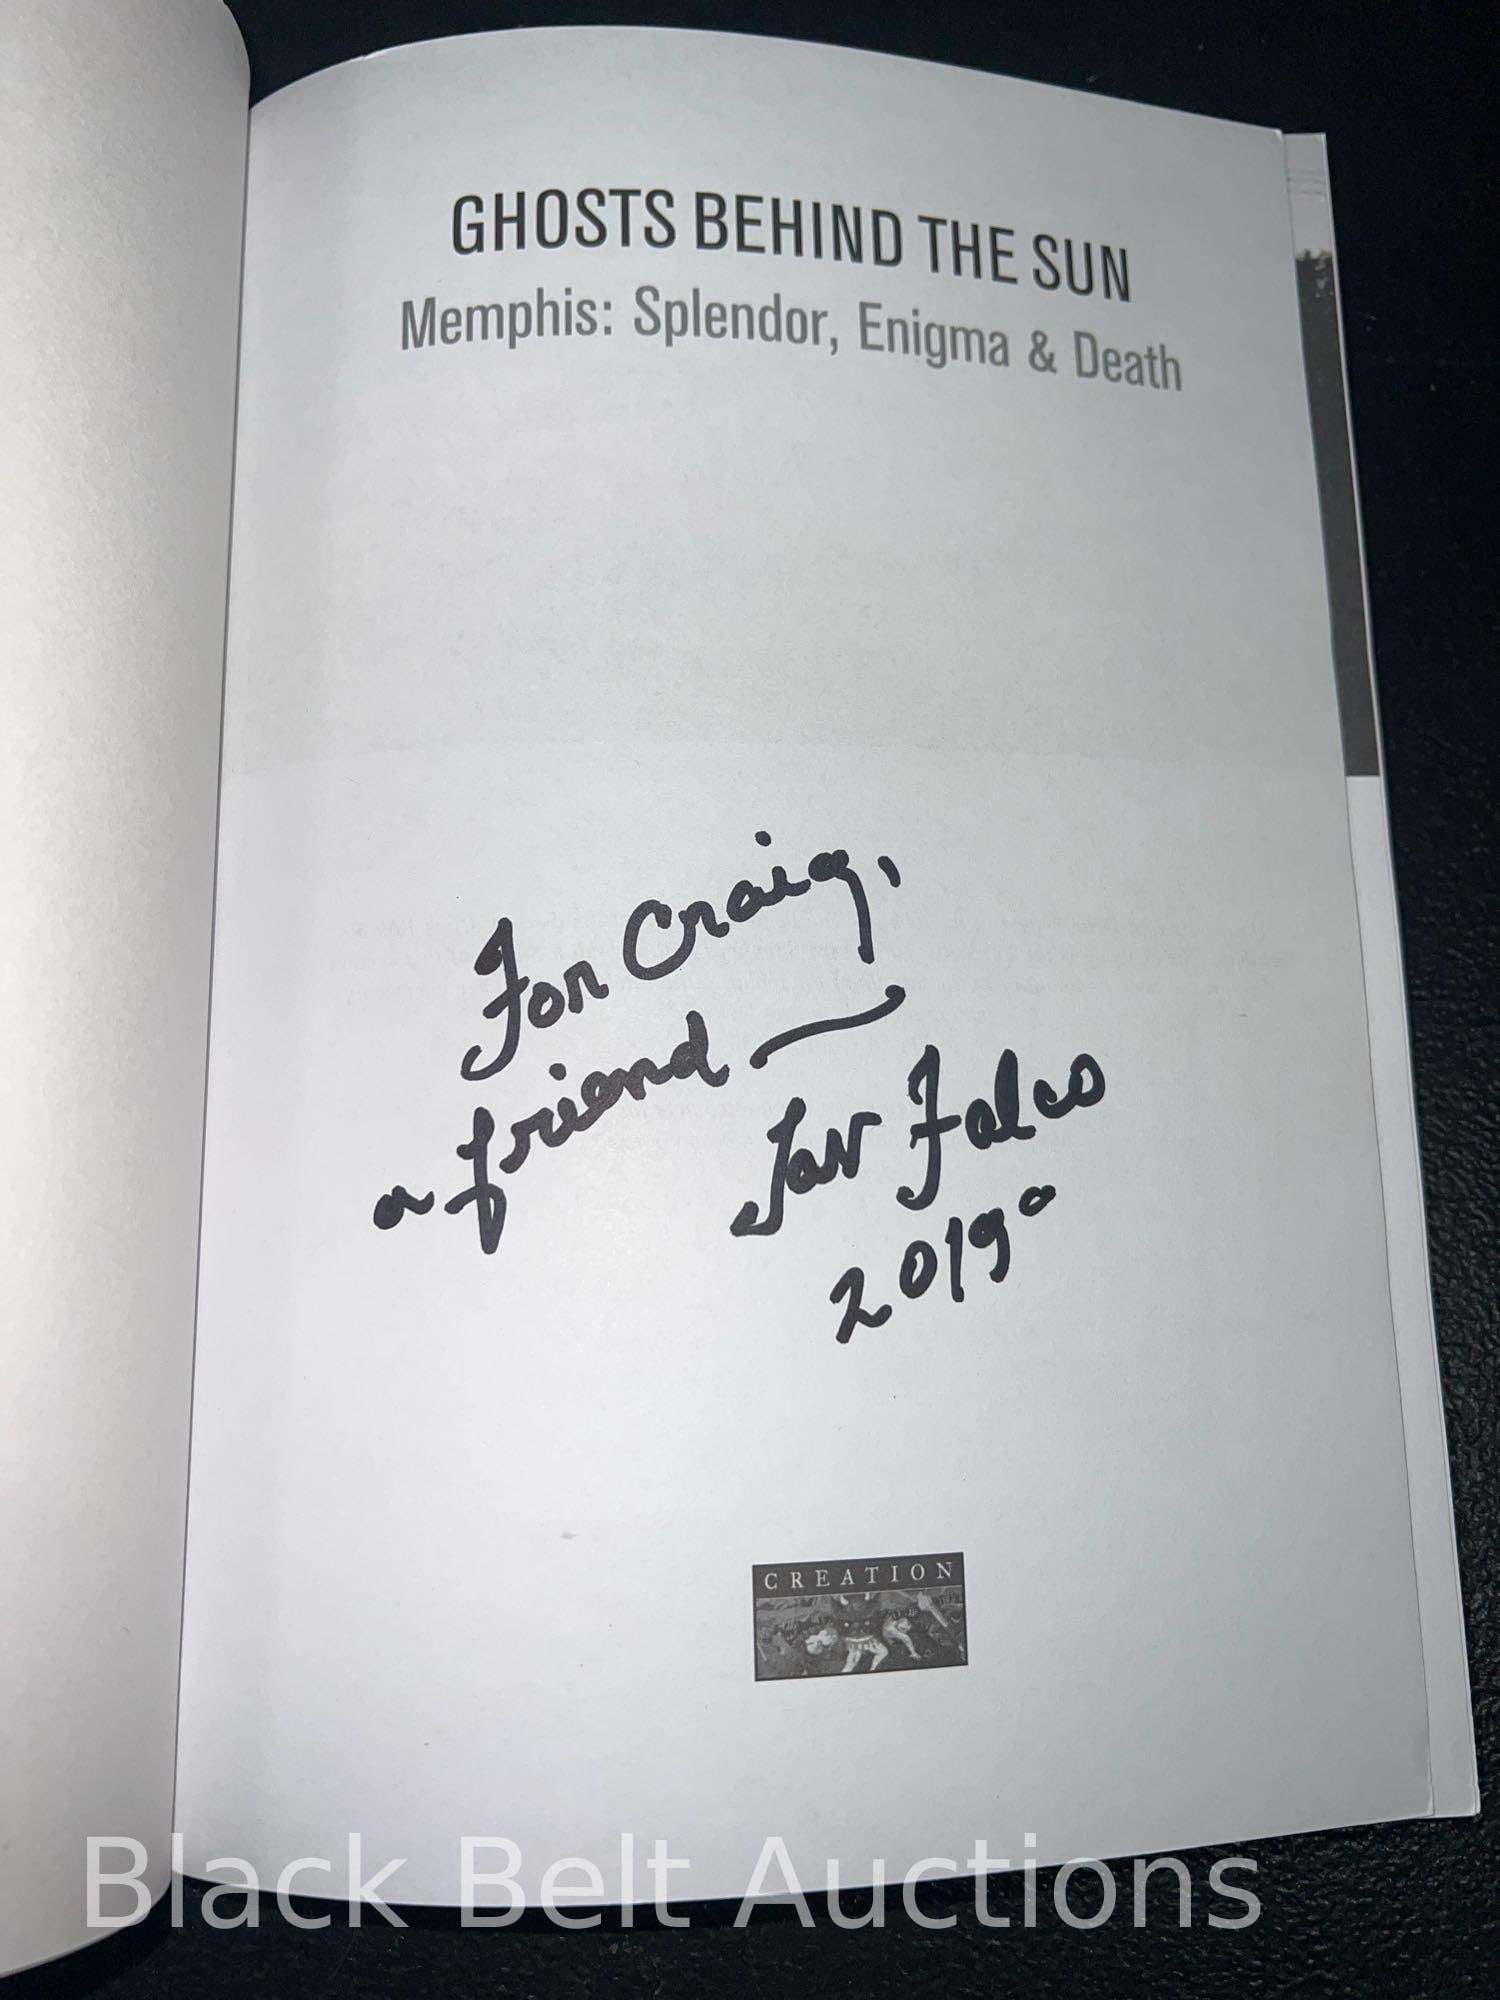 GHOSTS BEHIND THE SUN
Memphis: Splendor, Enigma & Death
For Craig,
a friend —
Tav Falco
2019°
CREATION
Black Belt Auctions